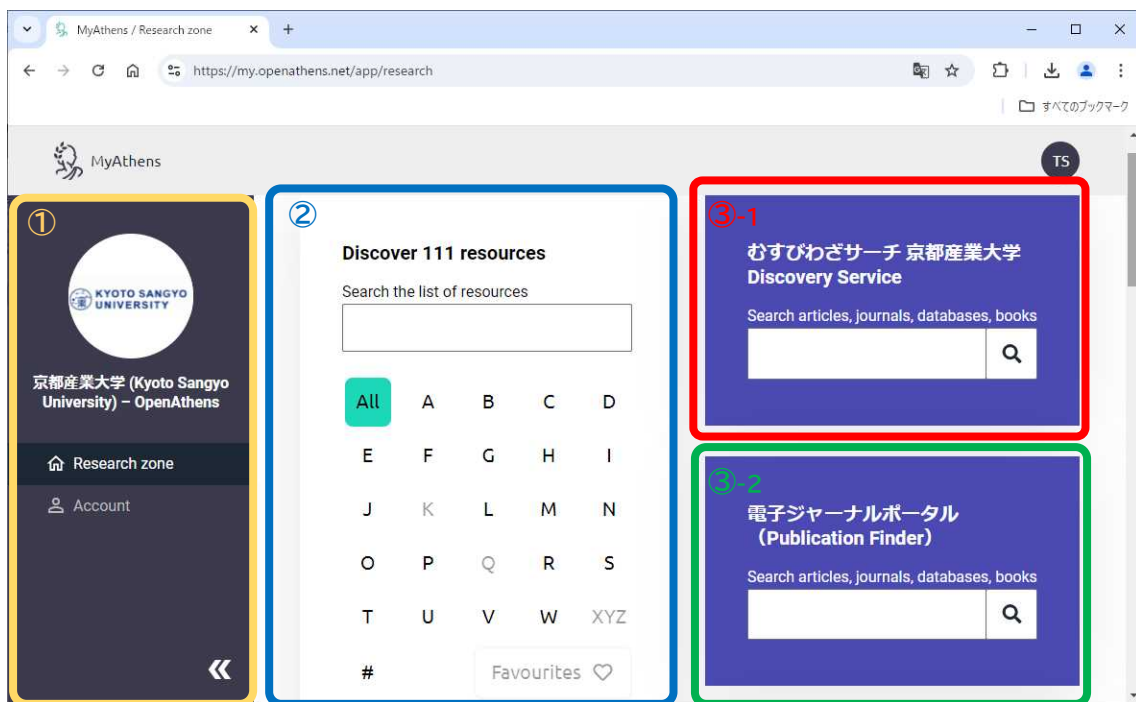 MyAthens / Research zone
https://my.openathens.net/app/research
すべてのブックマーク
MyAthens
TS
①
KYOTO SANGYO
UNIVERSITY
京都産業大学 (Kyoto Sangyo
University) – OpenAthens
Research zone
Account
②
Discover 111 resources
Search the list of resources
All A B C D
E F G H I
J K L M N
O P Q R S
T U V W XYZ
# Favourites
③-1
むすびわざサーチ 京都産業大学
Discovery Service
Search articles, journals, databases, books
③-2
電子ジャーナルポータル
（Publication Finder）
Search articles, journals, databases, books